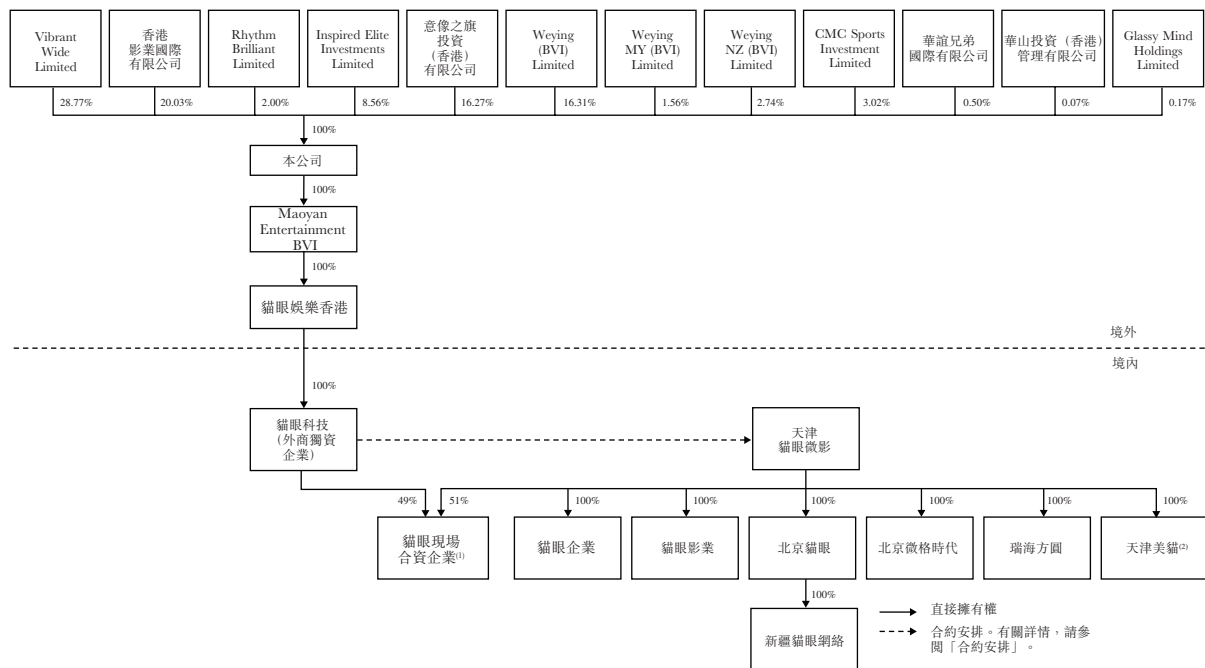 Vibrant
Wide
Limited
香港
影業國際
有限公司
Rhythm
Brilliant
Limited
Inspired Elite
Investments
Limited
意像之旗
投資
(香港)
有限公司
Weying
(BVI)
Limited
Weying
MY (BVI)
Limited
Weying
NZ (BVI)
Limited
CMC Sports
Investment
Limited
華誼兄弟
國際有限公司
華山投資（香港）
管理有限公司
Glassy Mind
Holdings
Limited
28.77%
20.03%
2.00%
8.56%
16.27%
16.31%
1.56%
2.74%
3.02%
0.50%
0.07%
0.17%
100%
本公司
100%
Maoyan
Entertainment
BVI
100%
貓眼娛樂香港
境外
境內
100%
貓眼科技
(外商獨資
企業)
天津
貓眼微影
49%
51%
100%
100%
100%
100%
100%
100%
貓眼現場
合資企業(1)
貓眼企業
貓眼影業
北京貓眼
北京微格時代
瑞海方圓
天津美貓(2)
100%
新疆貓眼網絡
直接擁有權
合約安排。有關詳情，請參
閱「合約安排」。